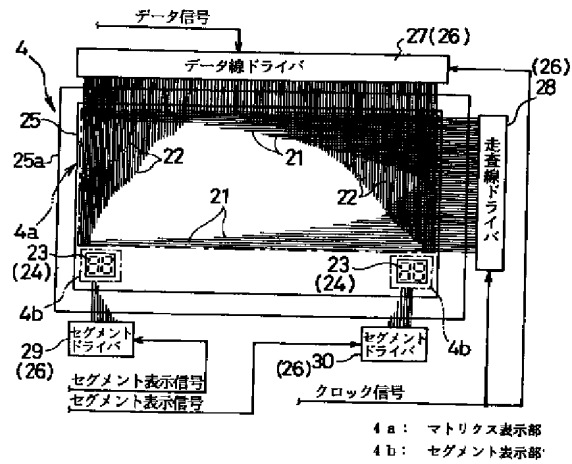 データ信号
27(26)
データ線ドライバ
(26)
28
4
25
25a
22
21
22
4a
走査線ドライバ
21
23
(24)
88
23
(24)
88
4b
4b
セグメントドライバ
29
(26)
セグメントドライバ
(26)30
セグメント表示信号
セグメント表示信号
クロック信号
4a: マトリクス表示部
4b: セグメント表示部